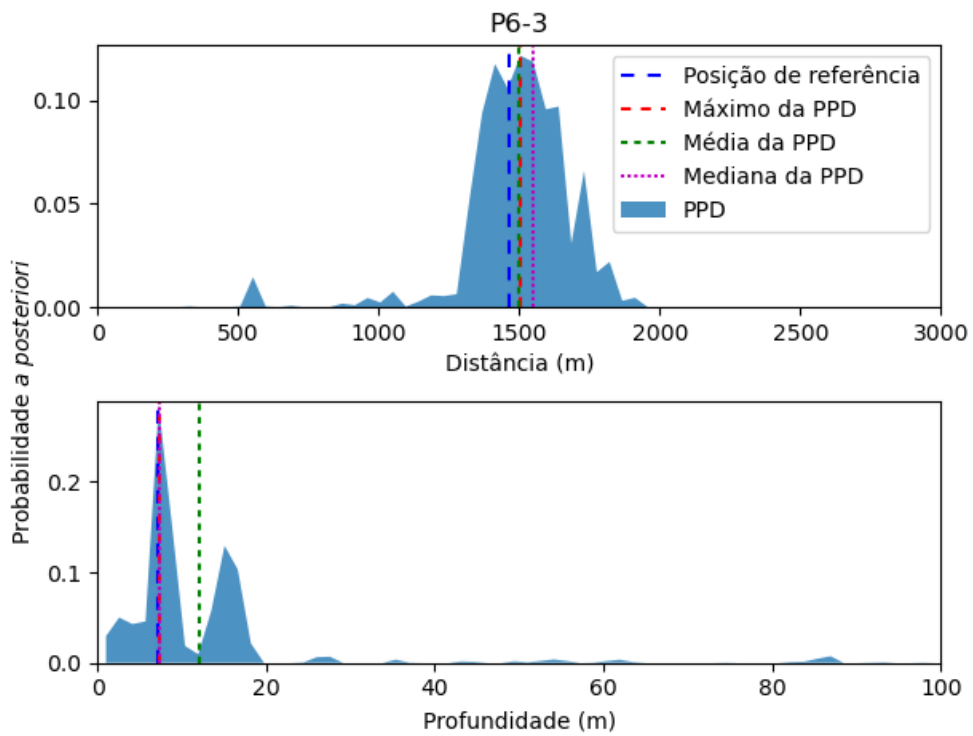 P6-3
0.10
0.05
0.00
Posição de referência
Máximo da PPD
Média da PPD
Mediana da PPD
PPD
0 500 1000 1500 2000 2500 3000
Distância (m)
Probabilidade a posteriori
0.2
0.1
0.0
0 20 40 60 80 100
Profundidade (m)